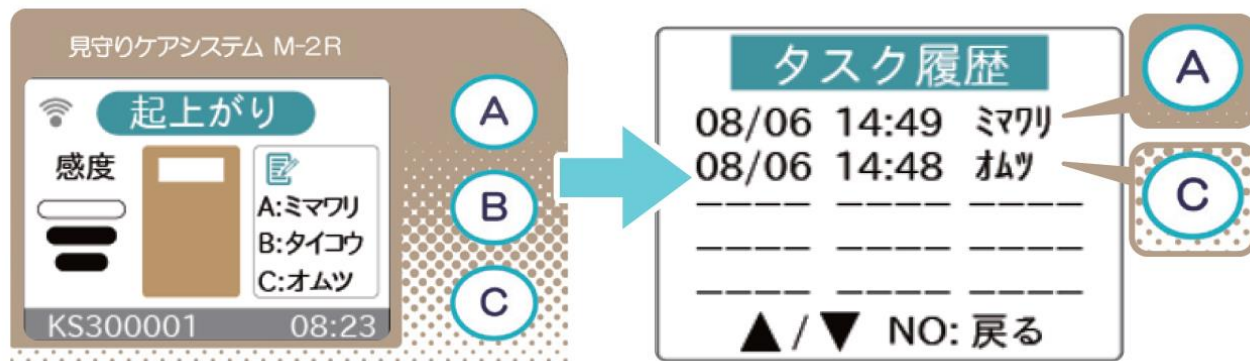 見守りケアシステム M-2R
起上がり
感度
A:ミマワリ
B:タイコウ
C:オムツ
KS300001 08:23
A
B
C
タスク履歴
08/06 14:49 ﾐﾏﾜﾘ
08/06 14:48 ｵﾑﾂ
---- ---- ----
---- ---- ----
---- ---- ----
▲/▼ NO:戻る
A
C